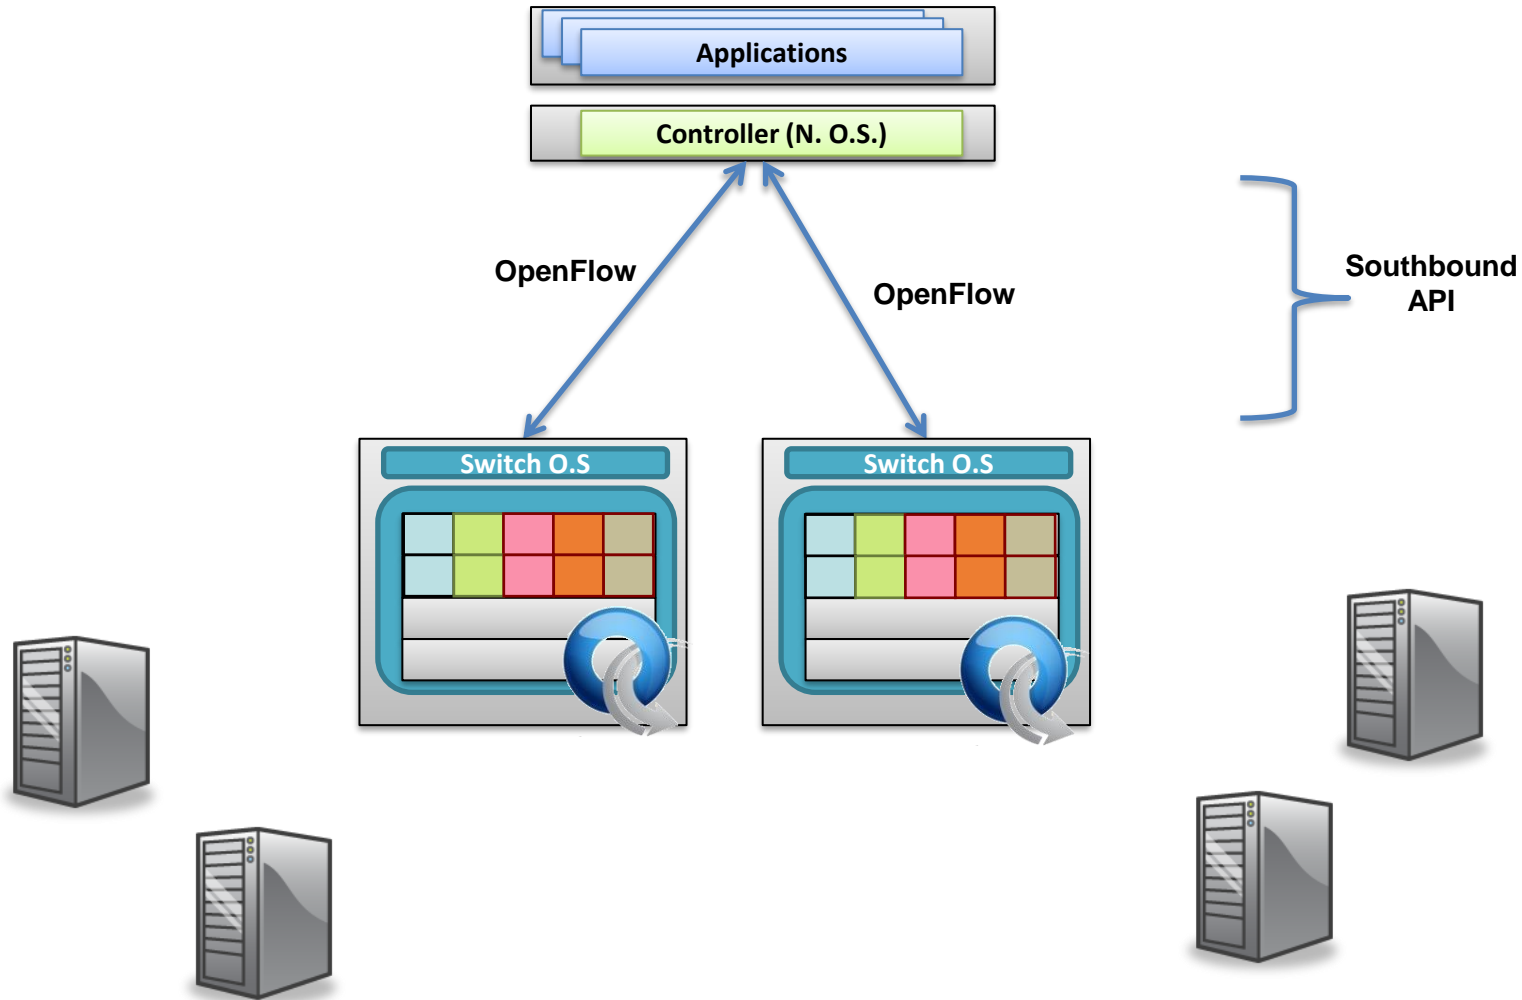 Applications
Controller (N. O.S.)
OpenFlow
OpenFlow
Southbound
API
Switch O.S
Switch O.S